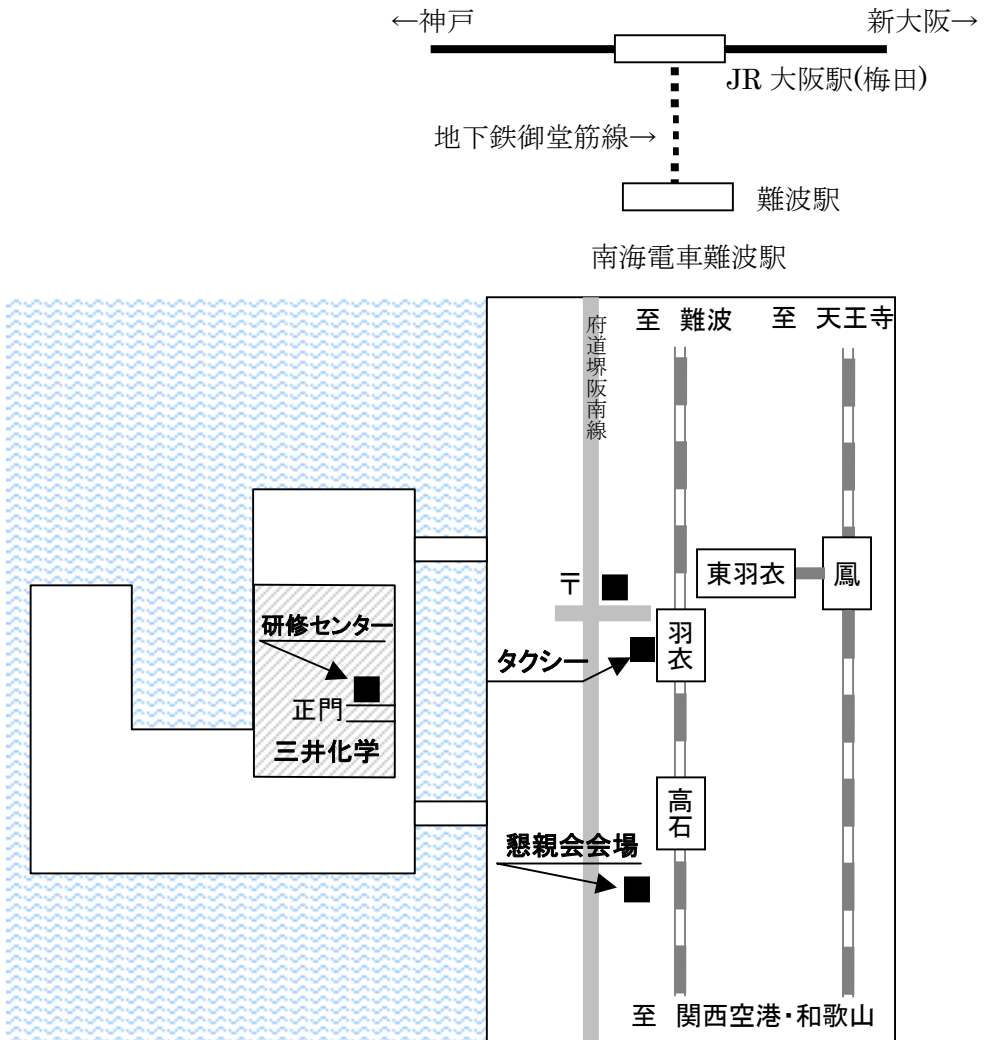 ←神戸
新大阪→
JR 大阪駅(梅田)
地下鉄御堂筋線→
難波駅
南海電車難波駅
府道堺阪南線
至 難波
至 天王寺
〒
東羽衣
鳳
羽衣
研修センター
タクシー
正門
三井化学
高石
懇親会会場
至 関西空港・和歌山